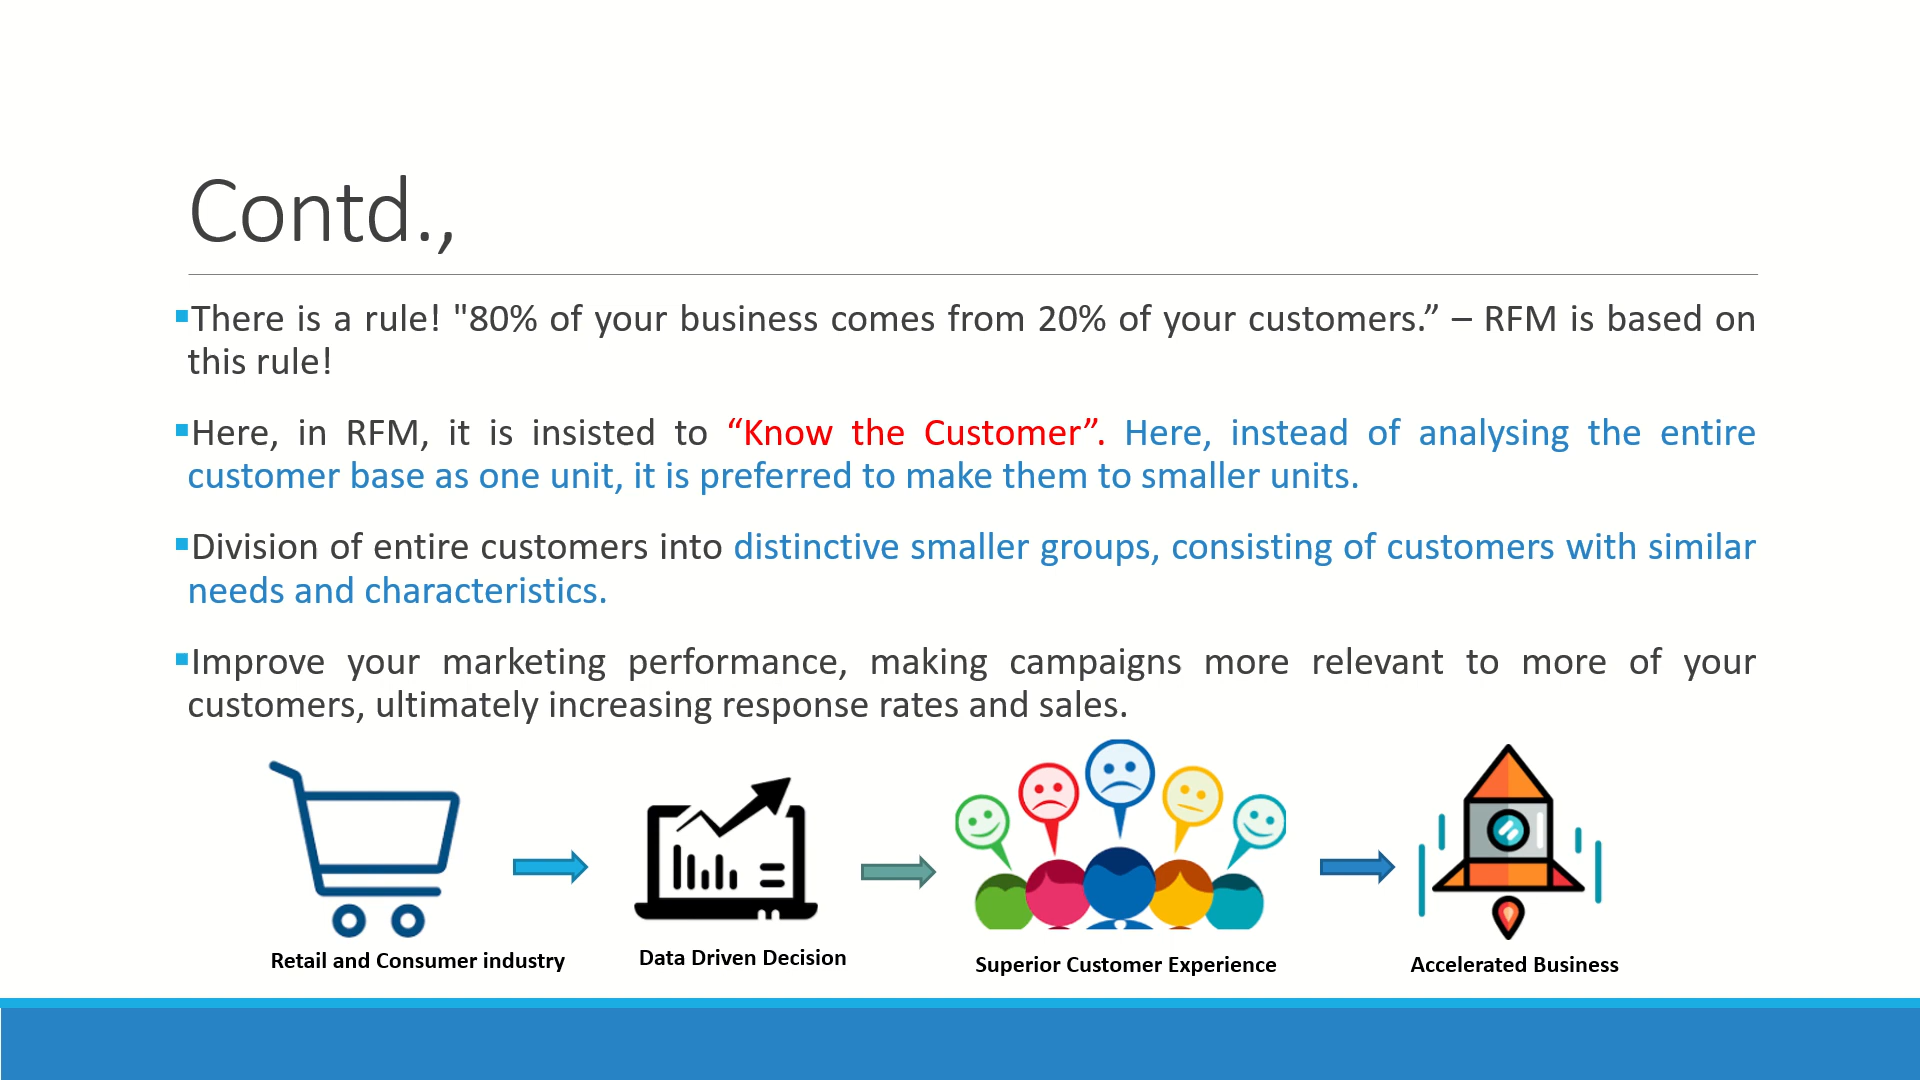 Contd.,
▪There is a rule! "80% of your business comes from 20% of your customers.” – RFM is based on
this rule!
▪Here, in RFM, it is insisted to “Know the Customer”. Here, instead of analysing the entire
customer base as one unit, it is preferred to make them to smaller units.
▪Division of entire customers into distinctive smaller groups, consisting of customers with similar
needs and characteristics.
▪Improve your marketing performance, making campaigns more relevant to more of your
customers, ultimately increasing response rates and sales.
Retail and Consumer industry
Data Driven Decision
Superior Customer Experience
Accelerated Business